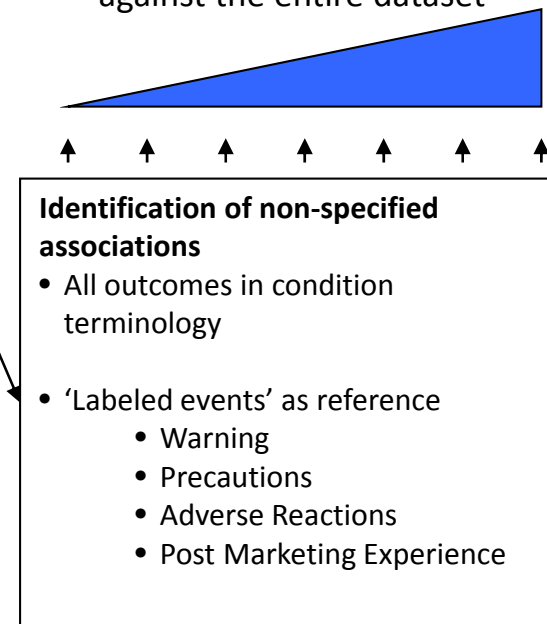 against the entire dataset
Identification of non-specified
associations
• All outcomes in condition
terminology
• ‘Labeled events’ as reference
• Warning
• Precautions
• Adverse Reactions
• Post Marketing Experience